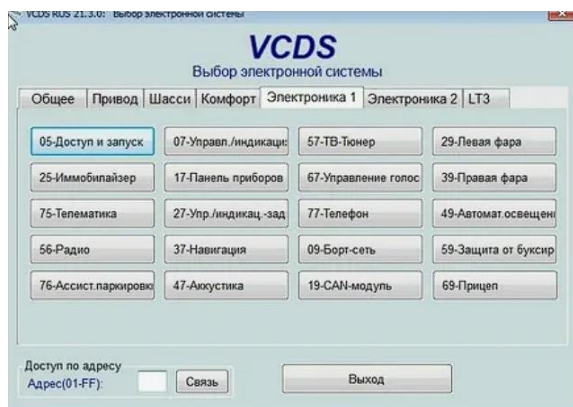 VCDS RUS 21.3.0: Выбор электронной системы
VCDS
Выбор электронной системы
Общее Привод Шасси Комфорт Электроника 1 Электроника 2 LT3
05-Доступ и запуск 07-Управл./индикаци: 57-ТВ-Тюнер 29-Левая фара
25-Иммобилайзер 17-Панель приборов 67-Управление голос 39-Правая фара
75-Телематика 27-Упр./индикац.-зад 77-Телефон 49-Автомат.освещени
56-Радио 37-Навигация 09-Борт-сеть 59-Защита от буксир
76-Ассист.парkировки 47-Аккустика 19-CAN-модуль 69-Прицеп
Доступ по адресу
Адрес(01-FF): Связь Выход